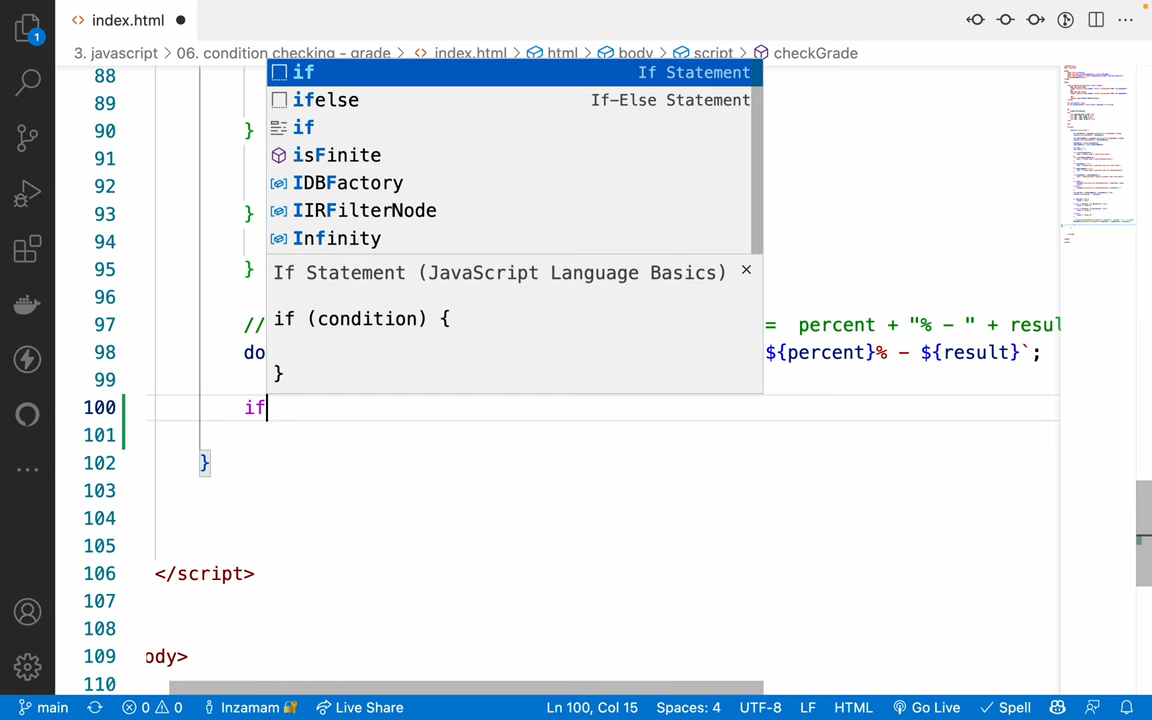 index.html
3. javascript > 06. condition checking - grade > index.html > html > body > script > checkGrade
1
88
if If Statement
89
ifelse If-Else Statement
90 }
if
91
isFinite
92
IDBFactory
93 }
IIRFilterNode
94
Infinity
95 }
If Statement (JavaScript Language Basics)
96
if (condition) {
97 // = percent + "% - " + resul
98 do ${percent}% - ${result}`;
99
}
100 if
101
102 }
103
104
105
106 </script>
107
108
109 ody>
110
main 0 0 Inzamam Live Share Ln 100, Col 15 Spaces: 4 UTF-8 LF HTML Go Live Spell